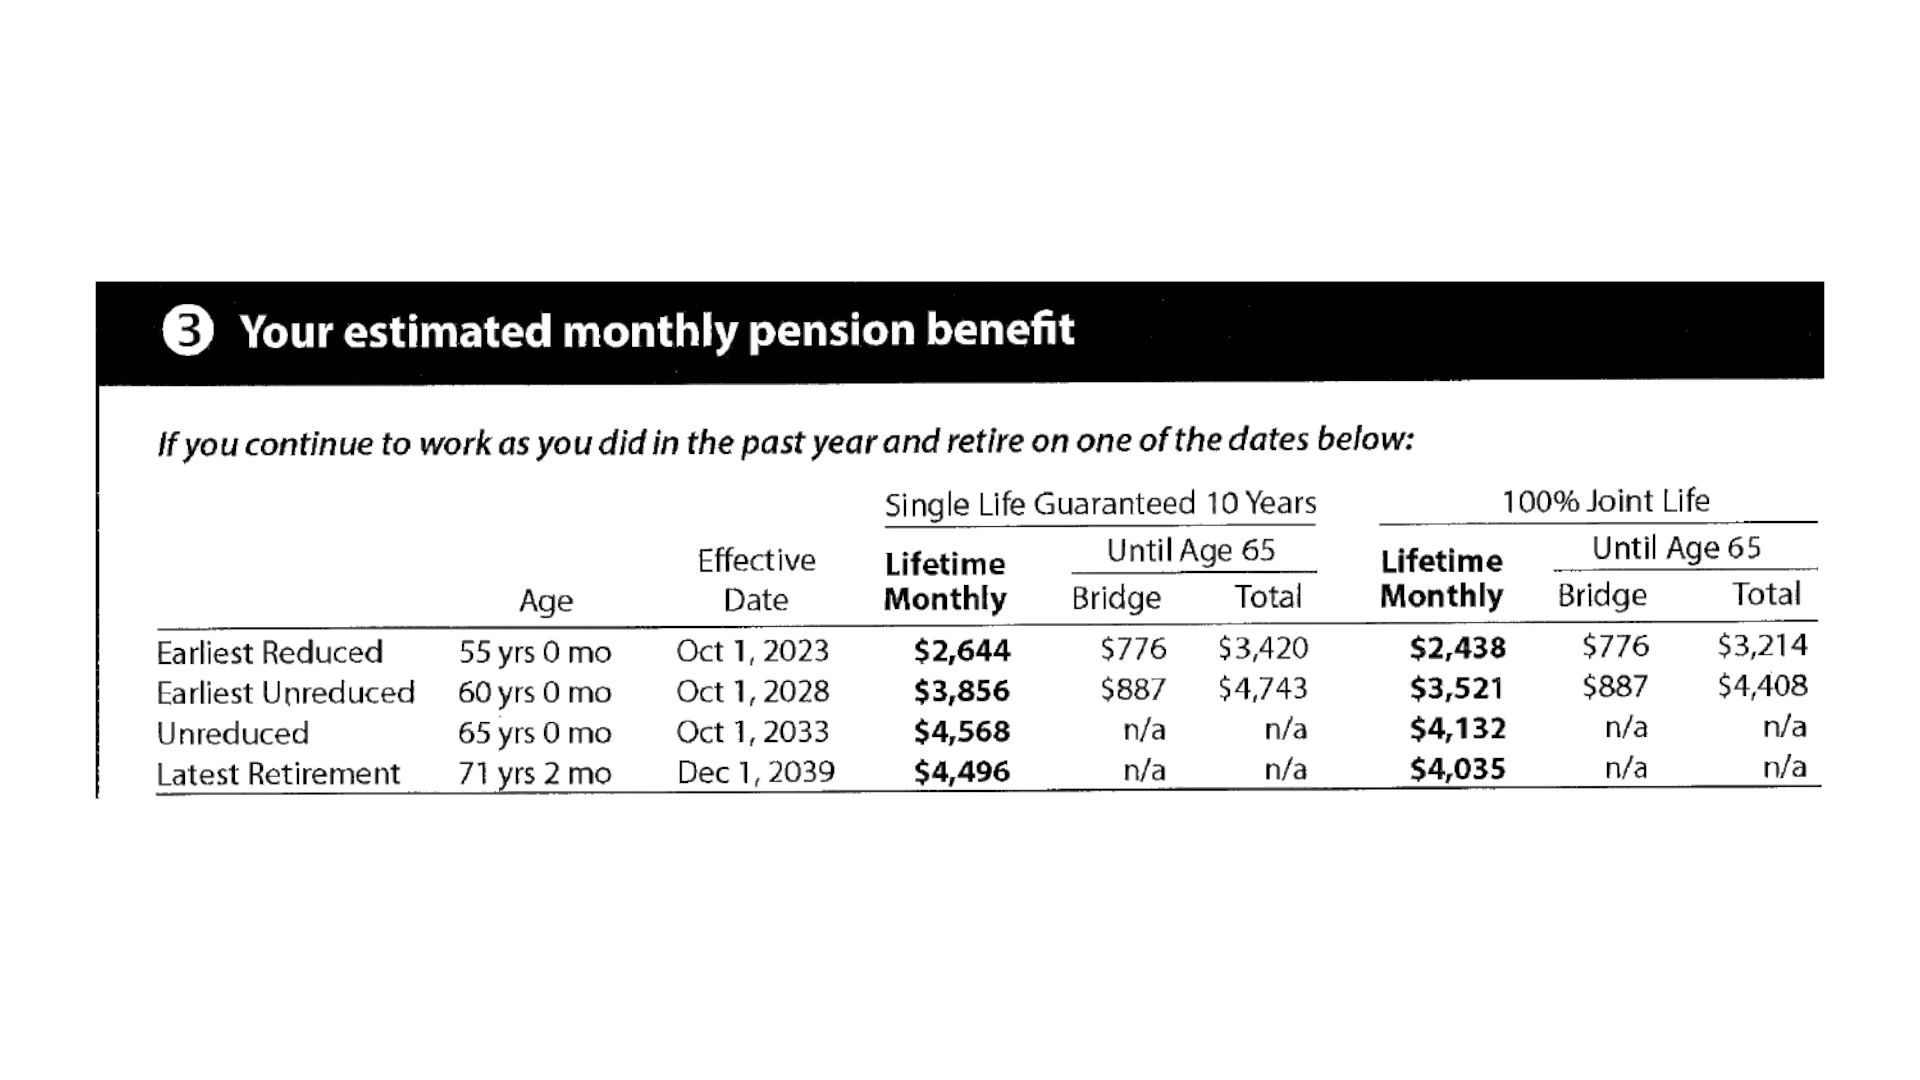 3 Your estimated monthly pension benefit
If you continue to work as you did in the past year and retire on one of the dates below:
Single Life Guaranteed 10 Years 100% Joint Life
Effective Lifetime Until Age 65 Lifetime Until Age 65
Age Date Monthly Bridge Total Monthly Bridge Total
Earliest Reduced 55 yrs 0 mo Oct 1, 2023 $2,644 $776 $3,420 $2,438 $776 $3,214
Earliest Unreduced 60 yrs 0 mo Oct 1, 2028 $3,856 $887 $4,743 $3,521 $887 $4,408
Unreduced 65 yrs 0 mo Oct 1, 2033 $4,568 n/a n/a $4,132 n/a n/a
Latest Retirement 71 yrs 2 mo Dec 1, 2039 $4,496 n/a n/a $4,035 n/a n/a